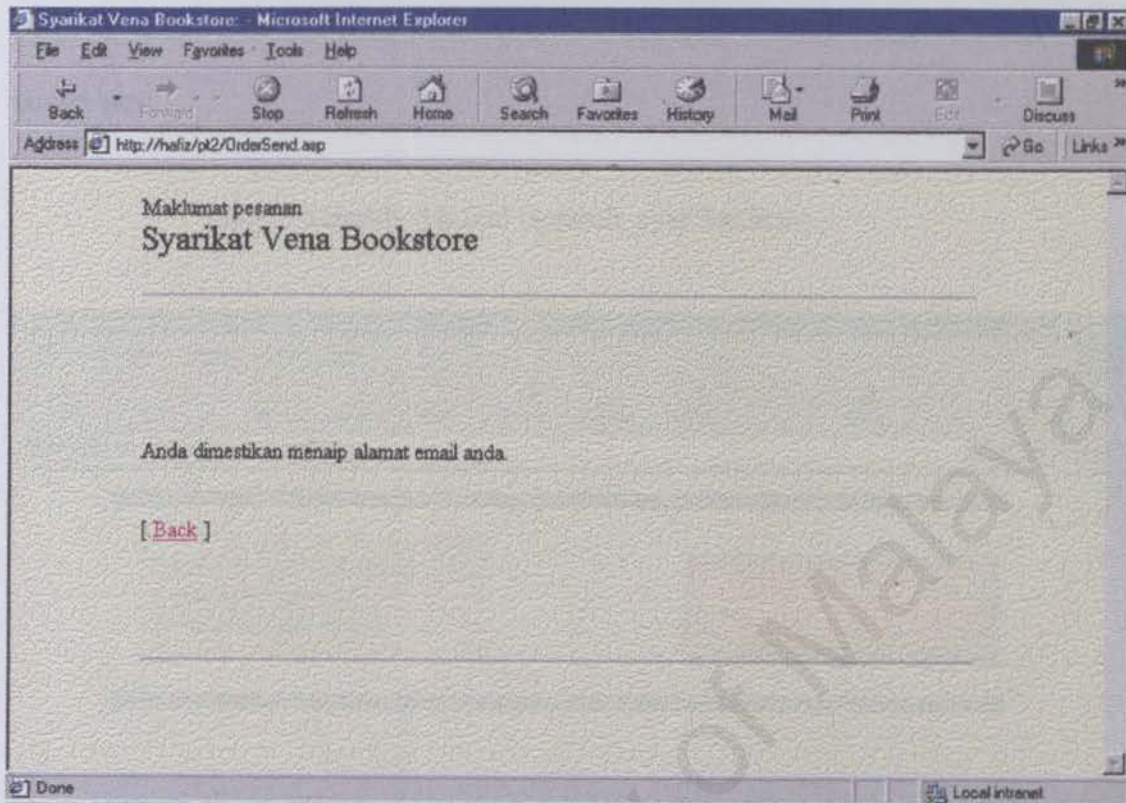 Syarikat Vena Bookstore: - Microsoft Internet Explorer
File Edit View Favorites Tools Help
Back Forward Stop Refresh Home Search Favorites History Mail Print Edit Discuss
Address http://hafiz/pt2/OrderSend.asp Go Links
Maklumat pesanan
Syarikat Vena Bookstore
Anda dimestikan menaip alamat email anda.
[ Back ]
of Malaya
Done Local intranet